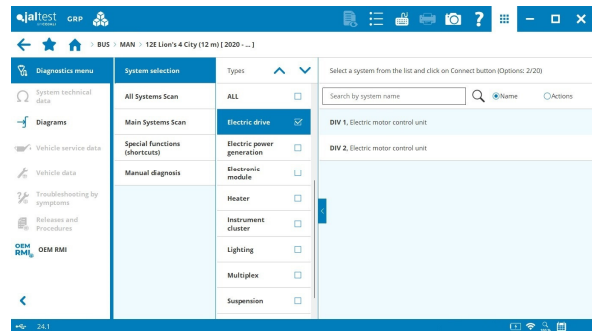 jaltest GRP
BUS > MAN > 12E Lion's 4 City (12 m) [ 2020 - ... ]
Diagnostics menu
System selection
Types
Select a system from the list and click on Connect button (Options: 2/20)
System technical data
All Systems Scan
ALL
Search by system name
Name
Actions
Diagrams
Main Systems Scan
Electric drive
DIV 1, Electric motor control unit
Vehicle service data
Special functions (shortcuts)
Electric power generation
DIV 2, Electric motor control unit
Vehicle data
Manual diagnosis
Electronic module
Troubleshooting by symptoms
Heater
Releases and Procedures
Instrument cluster
OEM RMI
OEM RMI
Lighting
Multiplex
Suspension
24.1